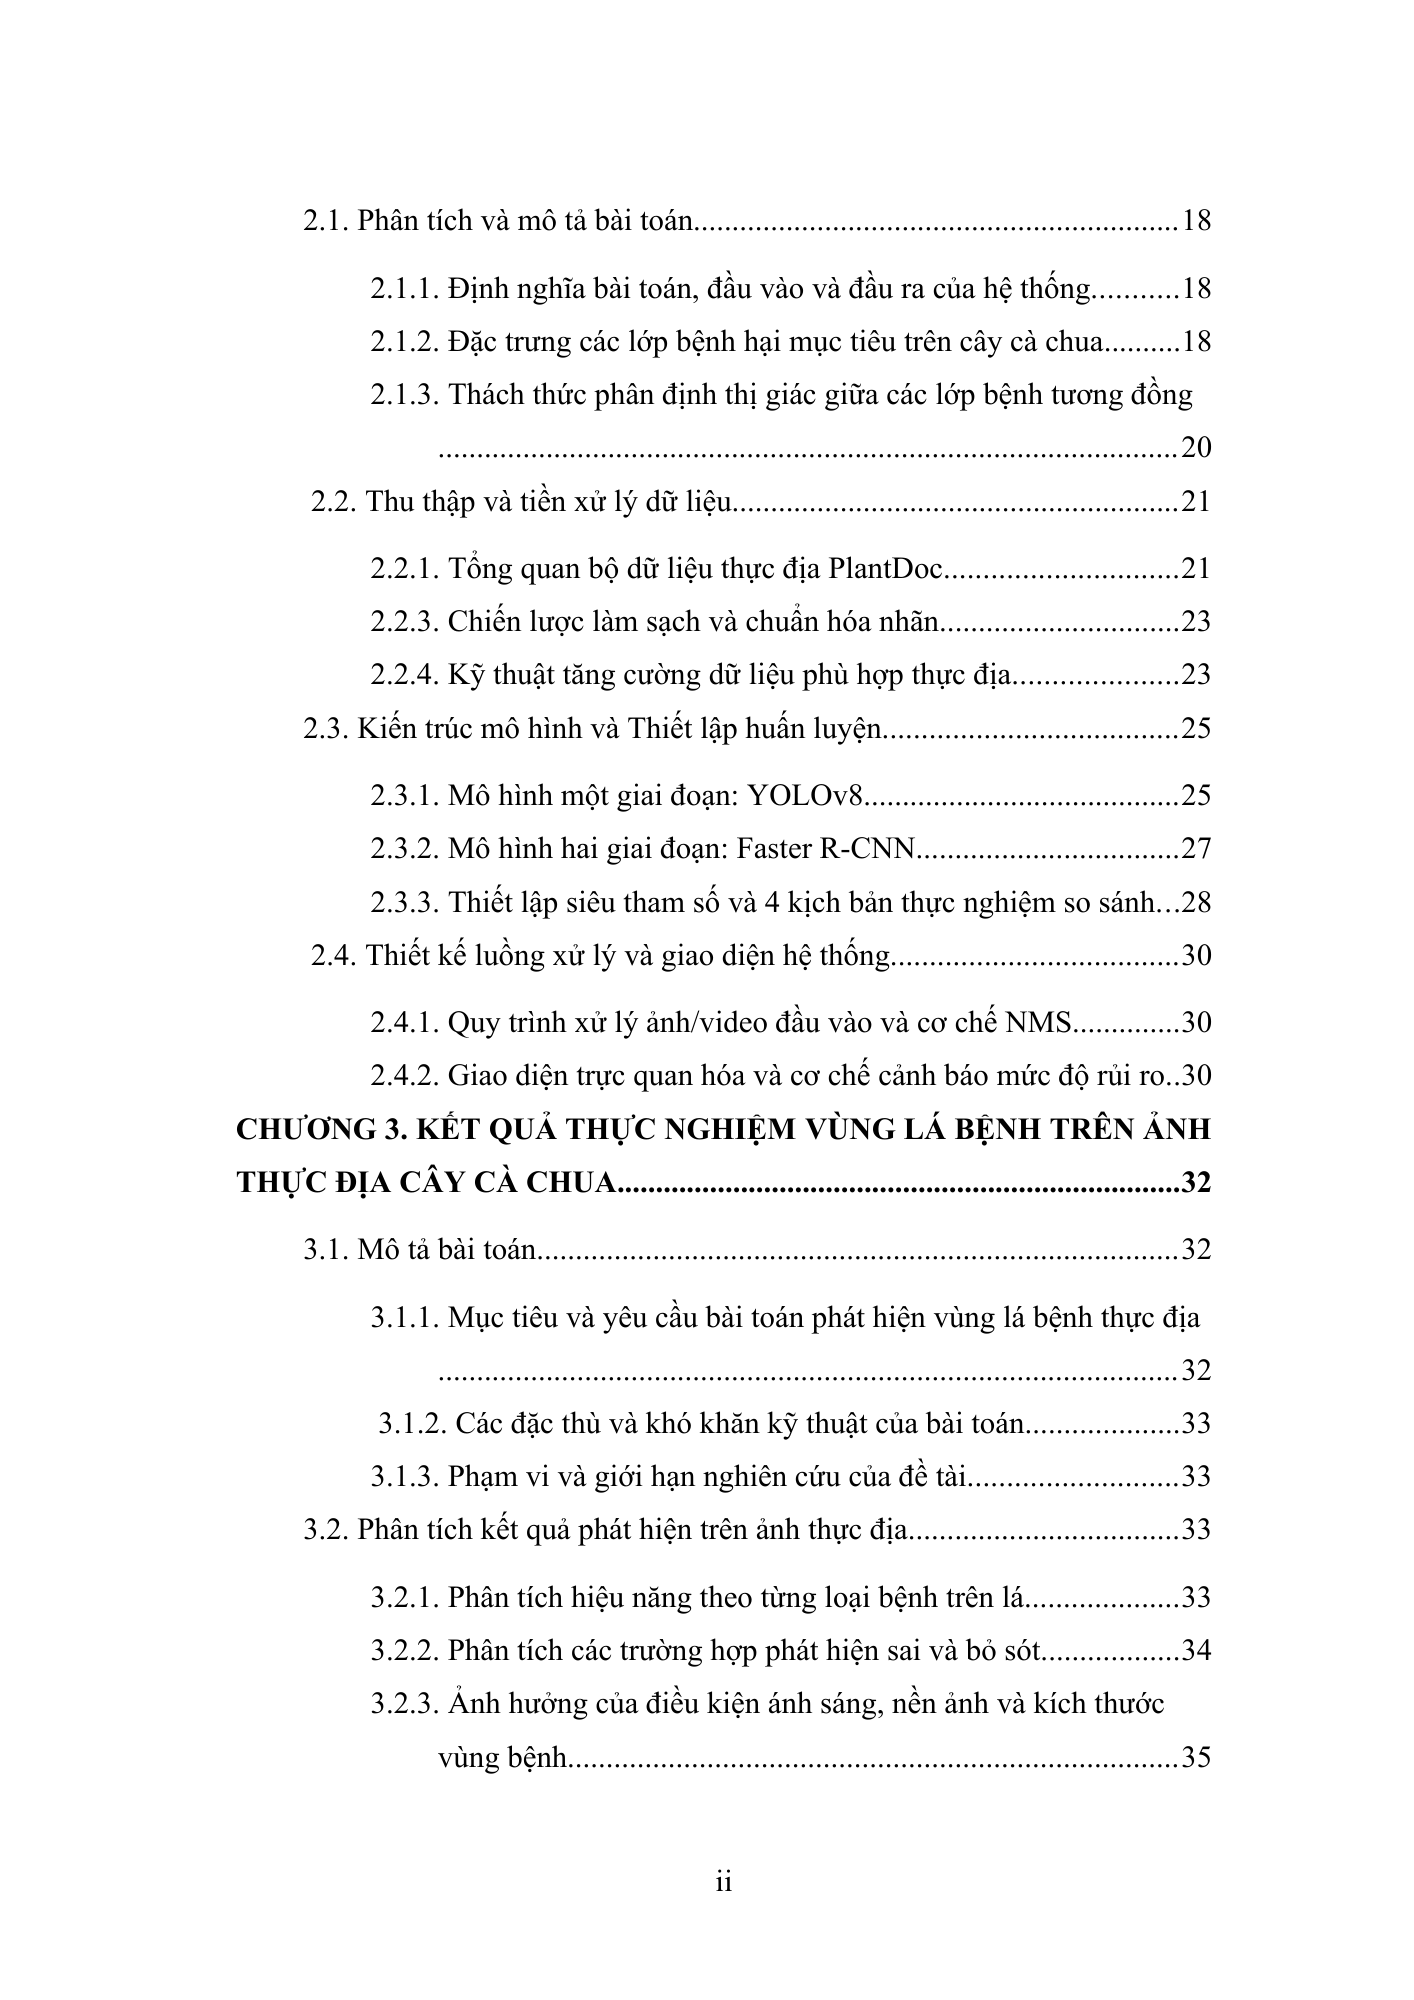 2.1. Phân tích và mô tả bài toán...............................................................18
2.1.1. Định nghĩa bài toán, đầu vào và đầu ra của hệ thống...........18
2.1.2. Đặc trưng các lớp bệnh hại mục tiêu trên cây cà chua..........18
2.1.3. Thách thức phân định thị giác giữa các lớp bệnh tương đồng
................................................................................................20
2.2. Thu thập và tiền xử lý dữ liệu..........................................................21
2.2.1. Tổng quan bộ dữ liệu thực địa PlantDoc..............................21
2.2.3. Chiến lược làm sạch và chuẩn hóa nhãn...............................23
2.2.4. Kỹ thuật tăng cường dữ liệu phù hợp thực địa.....................23
2.3. Kiến trúc mô hình và Thiết lập huấn luyện......................................25
2.3.1. Mô hình một giai đoạn: YOLOv8.........................................25
2.3.2. Mô hình hai giai đoạn: Faster R-CNN..................................27
2.3.3. Thiết lập siêu tham số và 4 kịch bản thực nghiệm so sánh...28
2.4. Thiết kế luồng xử lý và giao diện hệ thống.....................................30
2.4.1. Quy trình xử lý ảnh/video đầu vào và cơ chế NMS..............30
2.4.2. Giao diện trực quan hóa và cơ chế cảnh báo mức độ rủi ro..30
CHƯƠNG 3. KẾT QUẢ THỰC NGHIỆM VÙNG LÁ BỆNH TRÊN ẢNH
THỰC ĐỊA CÂY CÀ CHUA.........................................................................32
3.1. Mô tả bài toán...................................................................................32
3.1.1. Mục tiêu và yêu cầu bài toán phát hiện vùng lá bệnh thực địa
................................................................................................32
3.1.2. Các đặc thù và khó khăn kỹ thuật của bài toán....................33
3.1.3. Phạm vi và giới hạn nghiên cứu của đề tài...........................33
3.2. Phân tích kết quả phát hiện trên ảnh thực địa...................................33
3.2.1. Phân tích hiệu năng theo từng loại bệnh trên lá....................33
3.2.2. Phân tích các trường hợp phát hiện sai và bỏ sót..................34
3.2.3. Ảnh hưởng của điều kiện ánh sáng, nền ảnh và kích thước
vùng bệnh...............................................................................35
ii